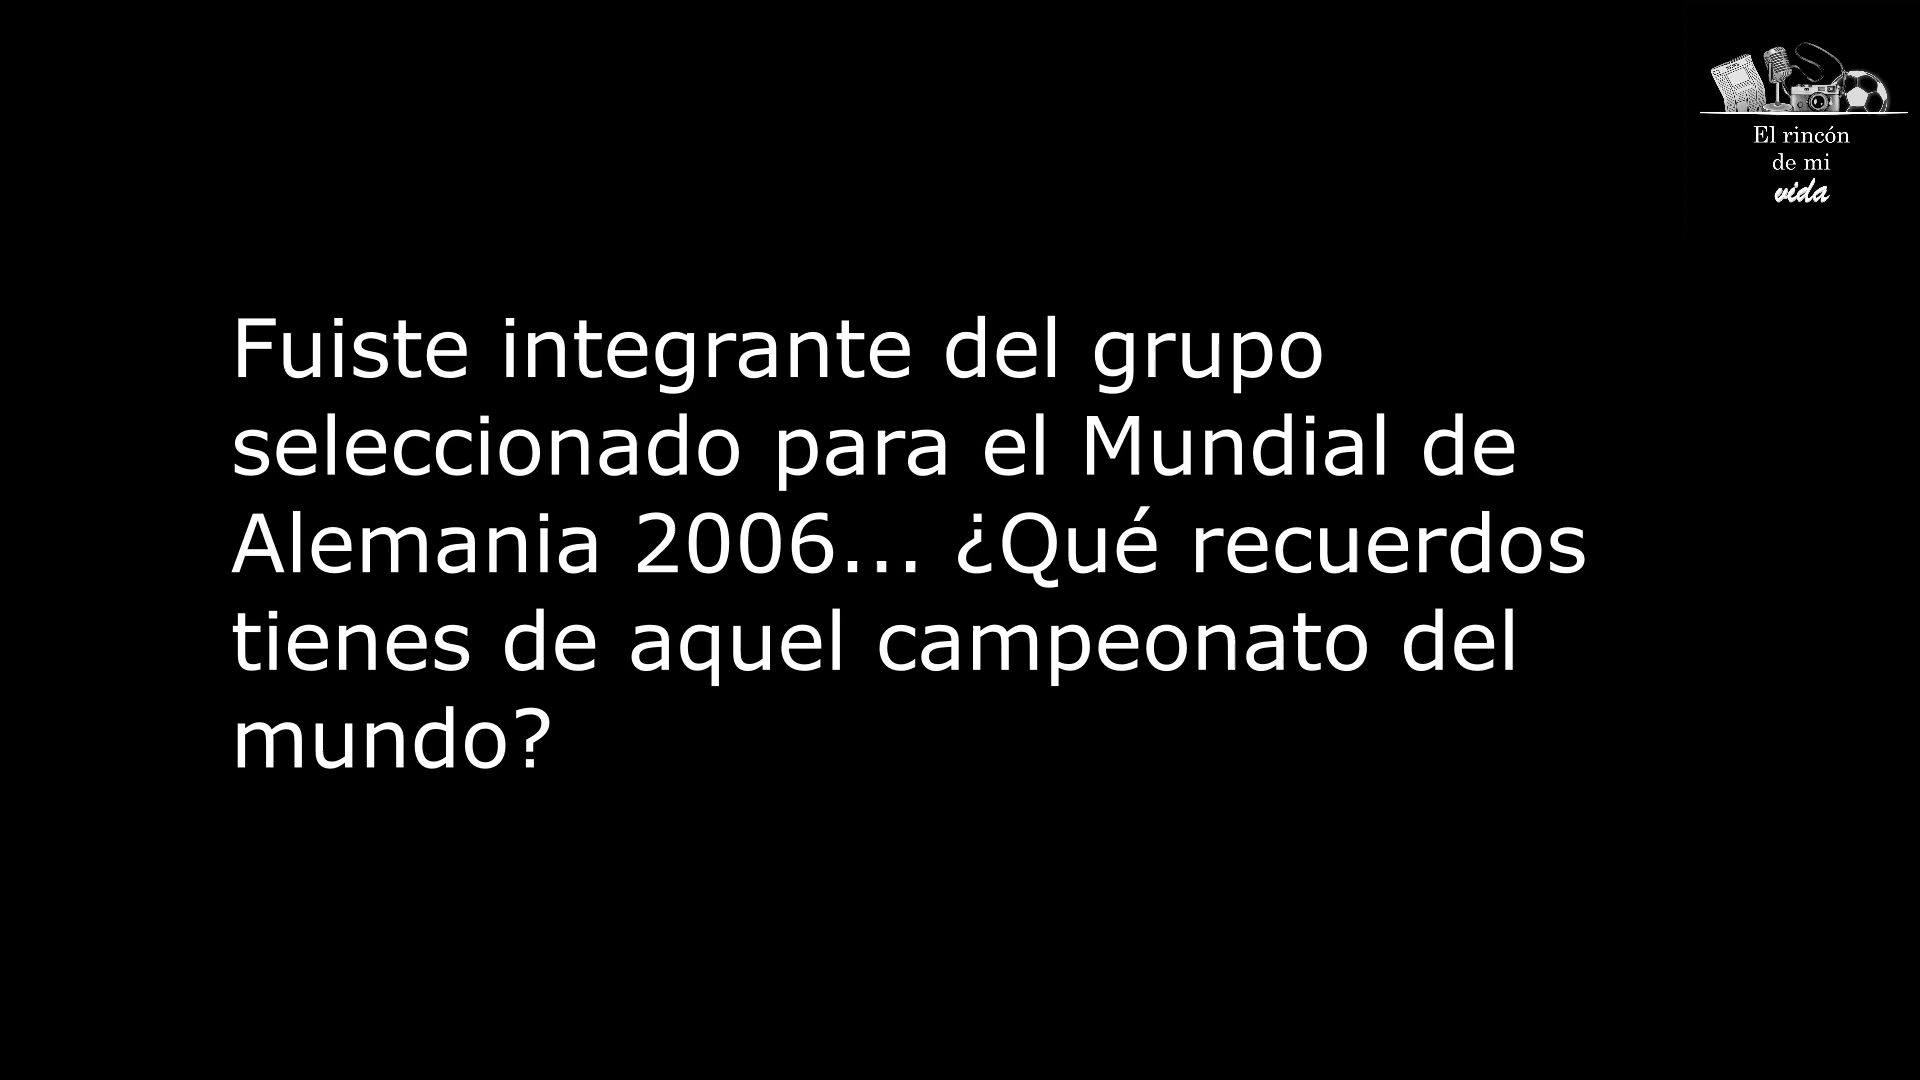 El rincón
de mi
vida
Fuiste integrante del grupo
seleccionado para el Mundial de
Alemania 2006... ¿Qué recuerdos
tienes de aquel campeonato del
mundo?